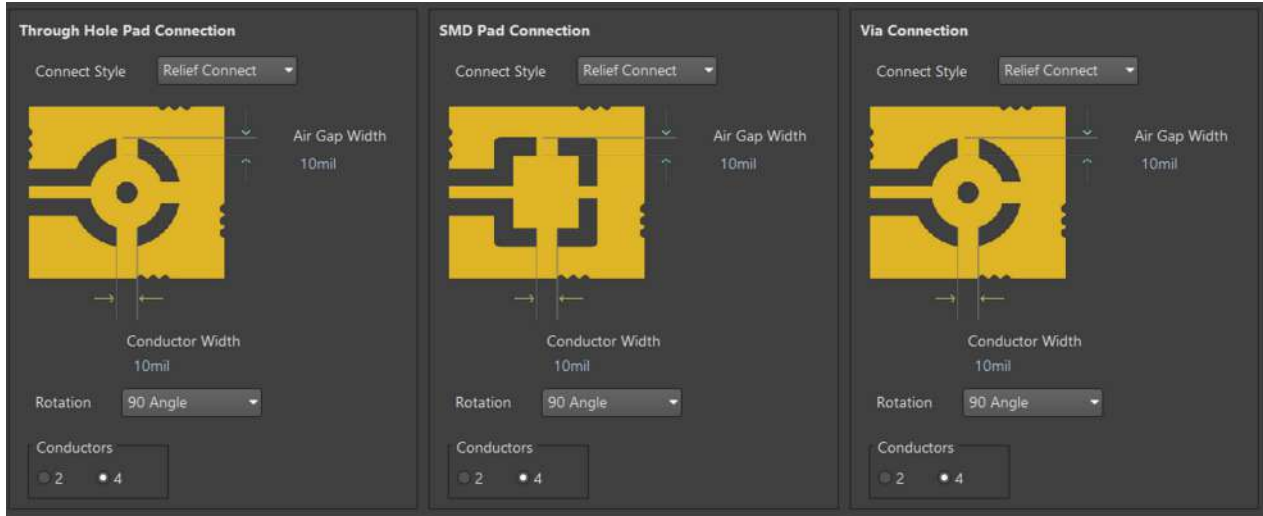 Through Hole Pad Connection
Connect Style Relief Connect
Air Gap Width
10mil
Conductor Width
10mil
Rotation 90 Angle
Conductors
2 4
SMD Pad Connection
Connect Style Relief Connect
Air Gap Width
10mil
Conductor Width
10mil
Rotation 90 Angle
Conductors
2 4
Via Connection
Connect Style Relief Connect
Air Gap Width
10mil
Conductor Width
10mil
Rotation 90 Angle
Conductors
2 4